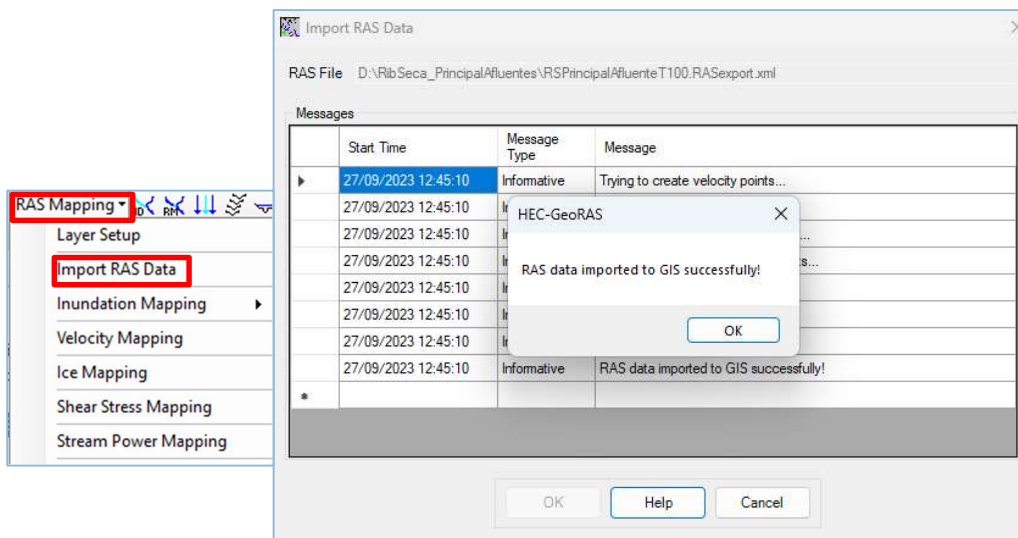 RAS Mapping
RM
Layer Setup
Import RAS Data
Inundation Mapping
Velocity Mapping
Ice Mapping
Shear Stress Mapping
Stream Power Mapping
Import RAS Data
RAS File D:\RibSeca_PrincipalAfluentes\RSPrincipalAfluenteT100.RASexport.xml
Messages
Start Time Message Type Message
27/09/2023 12:45:10 Informative Trying to create velocity points...
27/09/2023 12:45:10
27/09/2023 12:45:10 ...
27/09/2023 12:45:10 s...
27/09/2023 12:45:10
27/09/2023 12:45:10
27/09/2023 12:45:10
27/09/2023 12:45:10 Informative RAS data imported to GIS successfully!
*
HEC-GeoRAS
RAS data imported to GIS successfully!
OK
OK Help Cancel